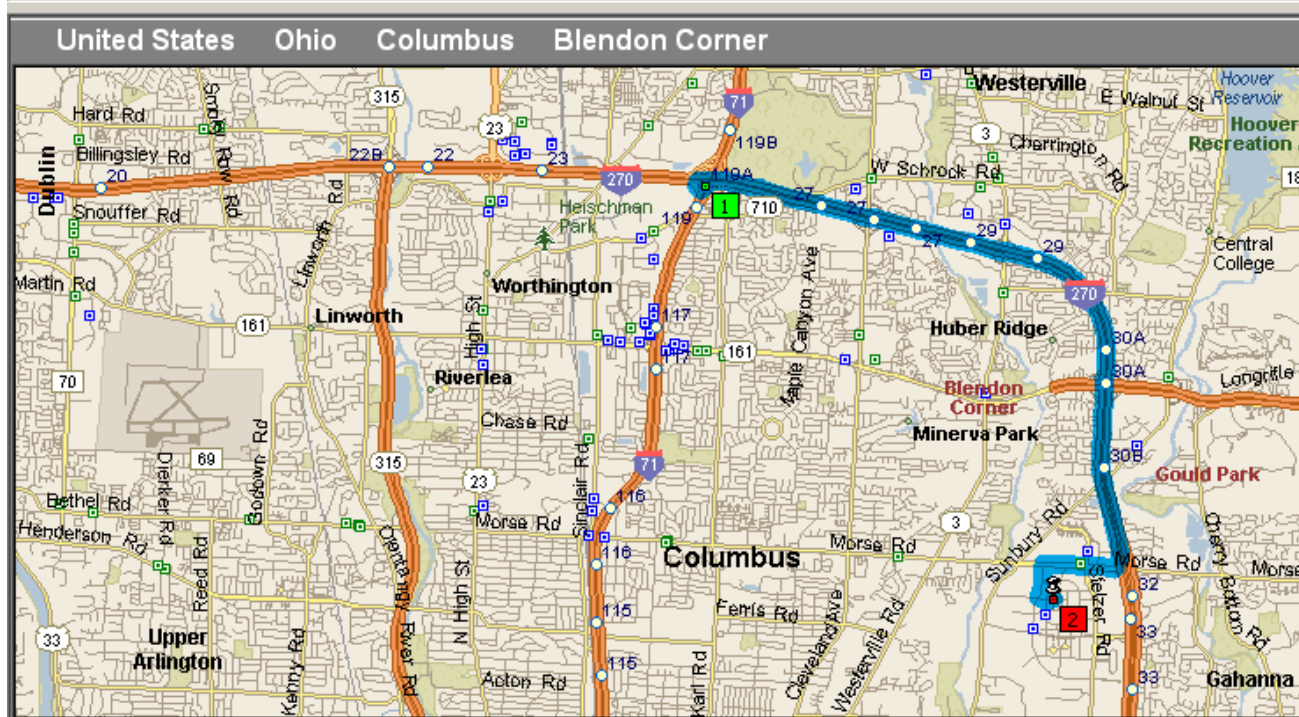 United States Ohio Columbus Blendon Corner
315
71
Westerville
Hoover
Reservoir
E Walnut St
Hard Rd
23
3
Hoover
Recreation
Cherrington Rd
119B
Billingsley Rd
22B
22
23
W Schrock Rd
Dublin
20
270
119A
27
18
Snouffer Rd
Linworth Rd
Heischman
Park
119
1
710
27
27
29
29
Central
College
Martin Rd
Worthington
270
161
Linworth
High St
117
Maple Canyon Ave
Huber Ridge
30A
161
117
30A
70
Riverlea
Blendon
Corner
Longrifle
Chase Rd
Minerva Park
69
Godown Rd
315
Sinclair Rd
71
30B
Gould Park
Dierker Rd
23
Bethel Rd
116
Morse Rd
3
Sunbury Rd
Henderson Rd
Reed Rd
Olentangy River Rd
116
Columbus
Morse Rd
Morse Rd
Morse
Cherry Bottom Rd
N High St
Stelzer Rd
32
115
Ferris Rd
2
33
33
Upper
Arlington
Kenny Rd
Acton Rd
115
Karl Rd
Cleveland Ave
Westerville Rd
33
Gahanna